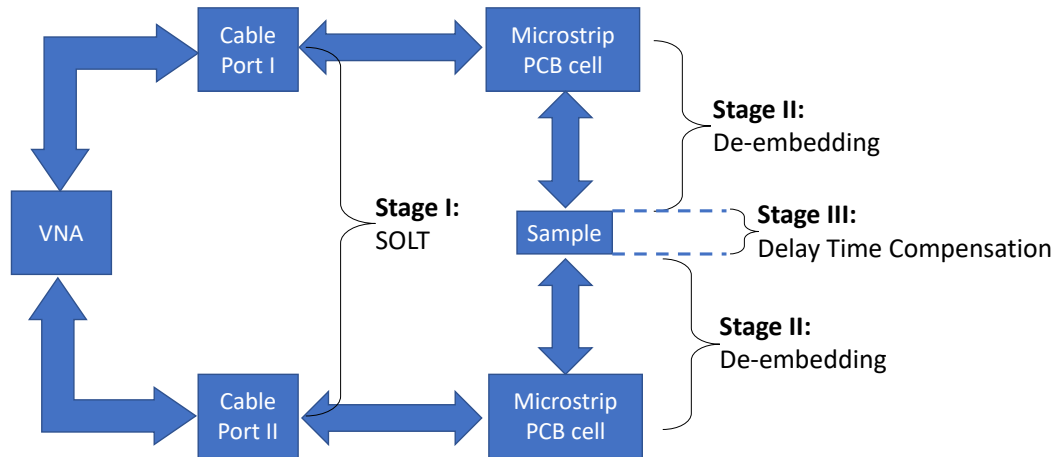 Cable
Port I
Microstrip
PCB cell
Stage II:
De-embedding
VNA
Stage I:
SOLT
Sample
Stage III:
Delay Time Compensation
Stage II:
De-embedding
Cable
Port II
Microstrip
PCB cell